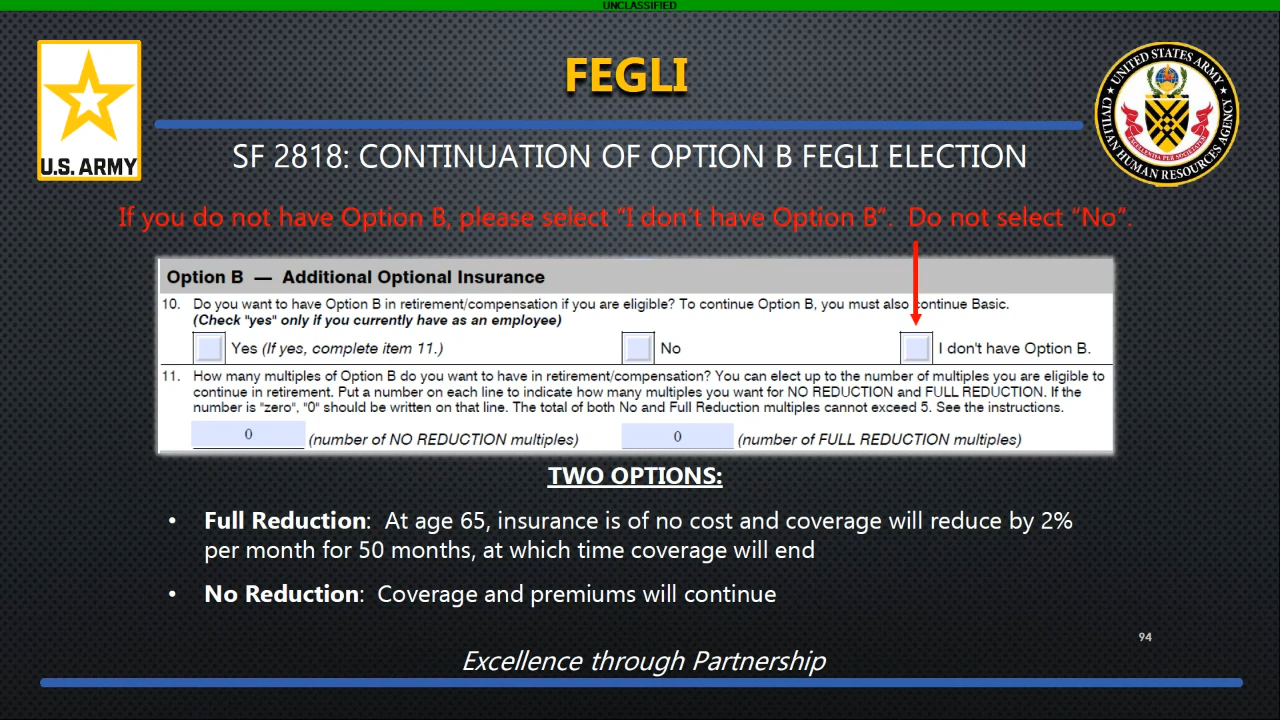 UNCLASSIFIED
FEGLI
U.S. ARMY
UNITED STATES ARMY
CIVILIAN HUMAN RESOURCES AGENCY
SF 2818: CONTINUATION OF OPTION B FEGLI ELECTION
If you do not have Option B, please select “I don’t have Option B”.  Do not select “No”.
Option B — Additional Optional Insurance
10. Do you want to have Option B in retirement/compensation if you are eligible? To continue Option B, you must also continue Basic.
(Check "yes" only if you currently have as an employee)
Yes (If yes, complete item 11.) No I don't have Option B.
11. How many multiples of Option B do you want to have in retirement/compensation? You can elect up to the number of multiples you are eligible to
continue in retirement. Put a number on each line to indicate how many multiples you want for NO REDUCTION and FULL REDUCTION. If the
number is "zero", "0" should be written on that line. The total of both No and Full Reduction multiples cannot exceed 5. See the instructions.
0 (number of NO REDUCTION multiples) 0 (number of FULL REDUCTION multiples)
TWO OPTIONS:
• Full Reduction:  At age 65, insurance is of no cost and coverage will reduce by 2%
per month for 50 months, at which time coverage will end
• No Reduction:  Coverage and premiums will continue
94
Excellence through Partnership